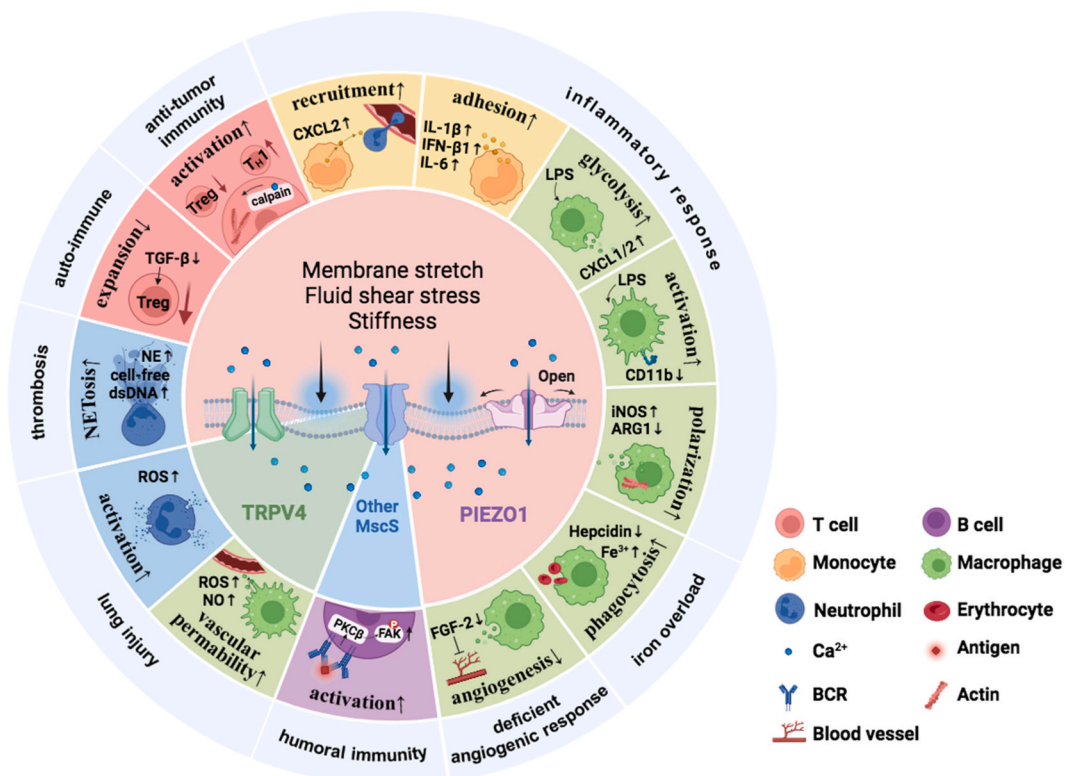 anti-tumor
immunity
inflammatory response
auto-immune
thrombosis
lung injury
humoral immunity
deficient
angiogenic response
iron overload
recruitment↑
CXCL2↑
adhesion↑
IL-1β↑
IFN-β1↑
IL-6↑
glycolysis↑
LPS
CXCL1/2↑
activation↑
LPS
CD11b↓
polarization↑
iNOS↑
ARG1↓
phagocytosis↑
Hepcidin↓
Fe³⁺↑
angiogenesis↓
FGF-2↓
activation↑
PKCβ
FAK
P
vascular
permability↑
ROS↑
NO↑
activation↑
ROS↑
NETosis↑
NE↑
cell-free
dsDNA↑
expansion↓
TGF-β↓
Treg
activation↑
TH1
Treg
calpain
Membrane stretch
Fluid shear stress
Stiffness
Open
TRPV4
Other
MscS
PIEZO1
T cell
B cell
Monocyte
Macrophage
Neutrophil
Erythrocyte
Ca²⁺
Antigen
BCR
Actin
Blood vessel